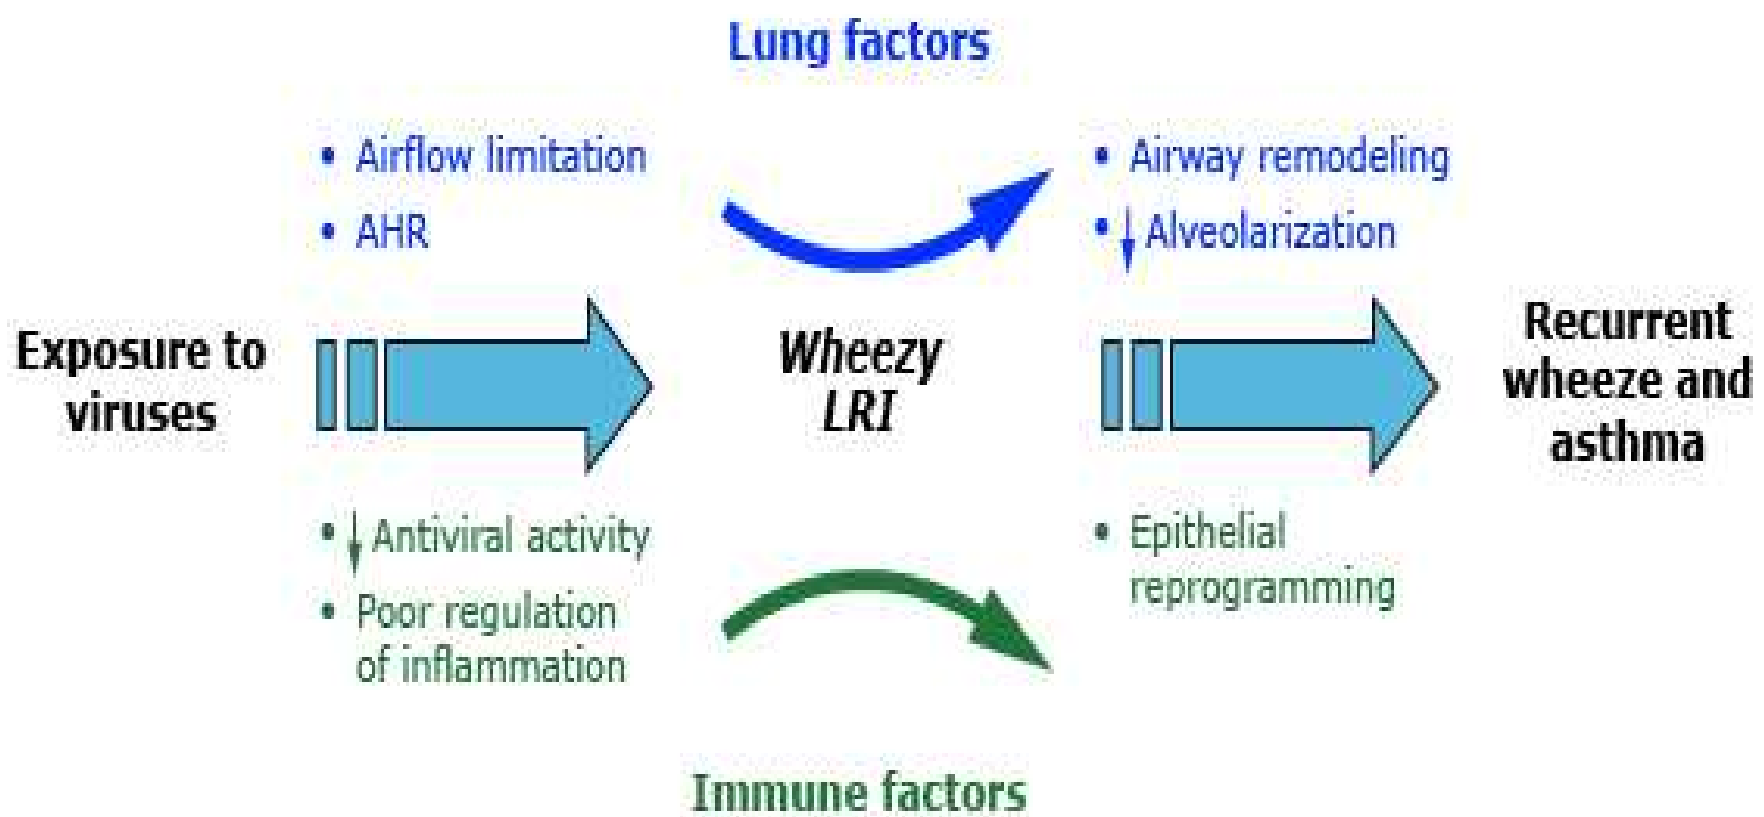 Lung factors
• Airflow limitation
• AHR
• Airway remodeling
• ↓ Alveolarization
Exposure to
viruses
Wheezy
LRI
Recurrent
wheeze and
asthma
• ↓ Antiviral activity
• Poor regulation
of inflammation
• Epithelial
reprogramming
Immune factors